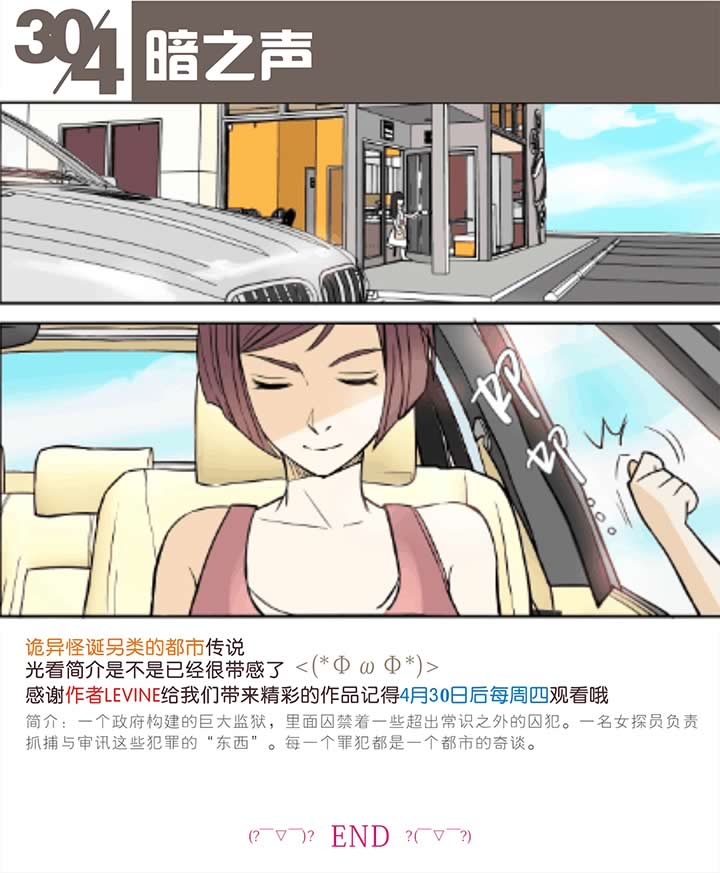 30/4
暗之声
叩
叩
诡异怪诞另类的都市传说
光看简介是不是已经很带感了 <(*ΦωΦ*)>
感谢作者LEVINE给我们带来精彩的作品记得4月30日后每周四观看哦
简介：一个政府构建的巨大监狱，里面囚禁着一些超出常识之外的囚犯。一名女探员负责
抓捕与审讯这些犯罪的“东西”。每一个罪犯都是一个都市的奇谈。
(?￣▽￣)? END ?(￣▽￣?)